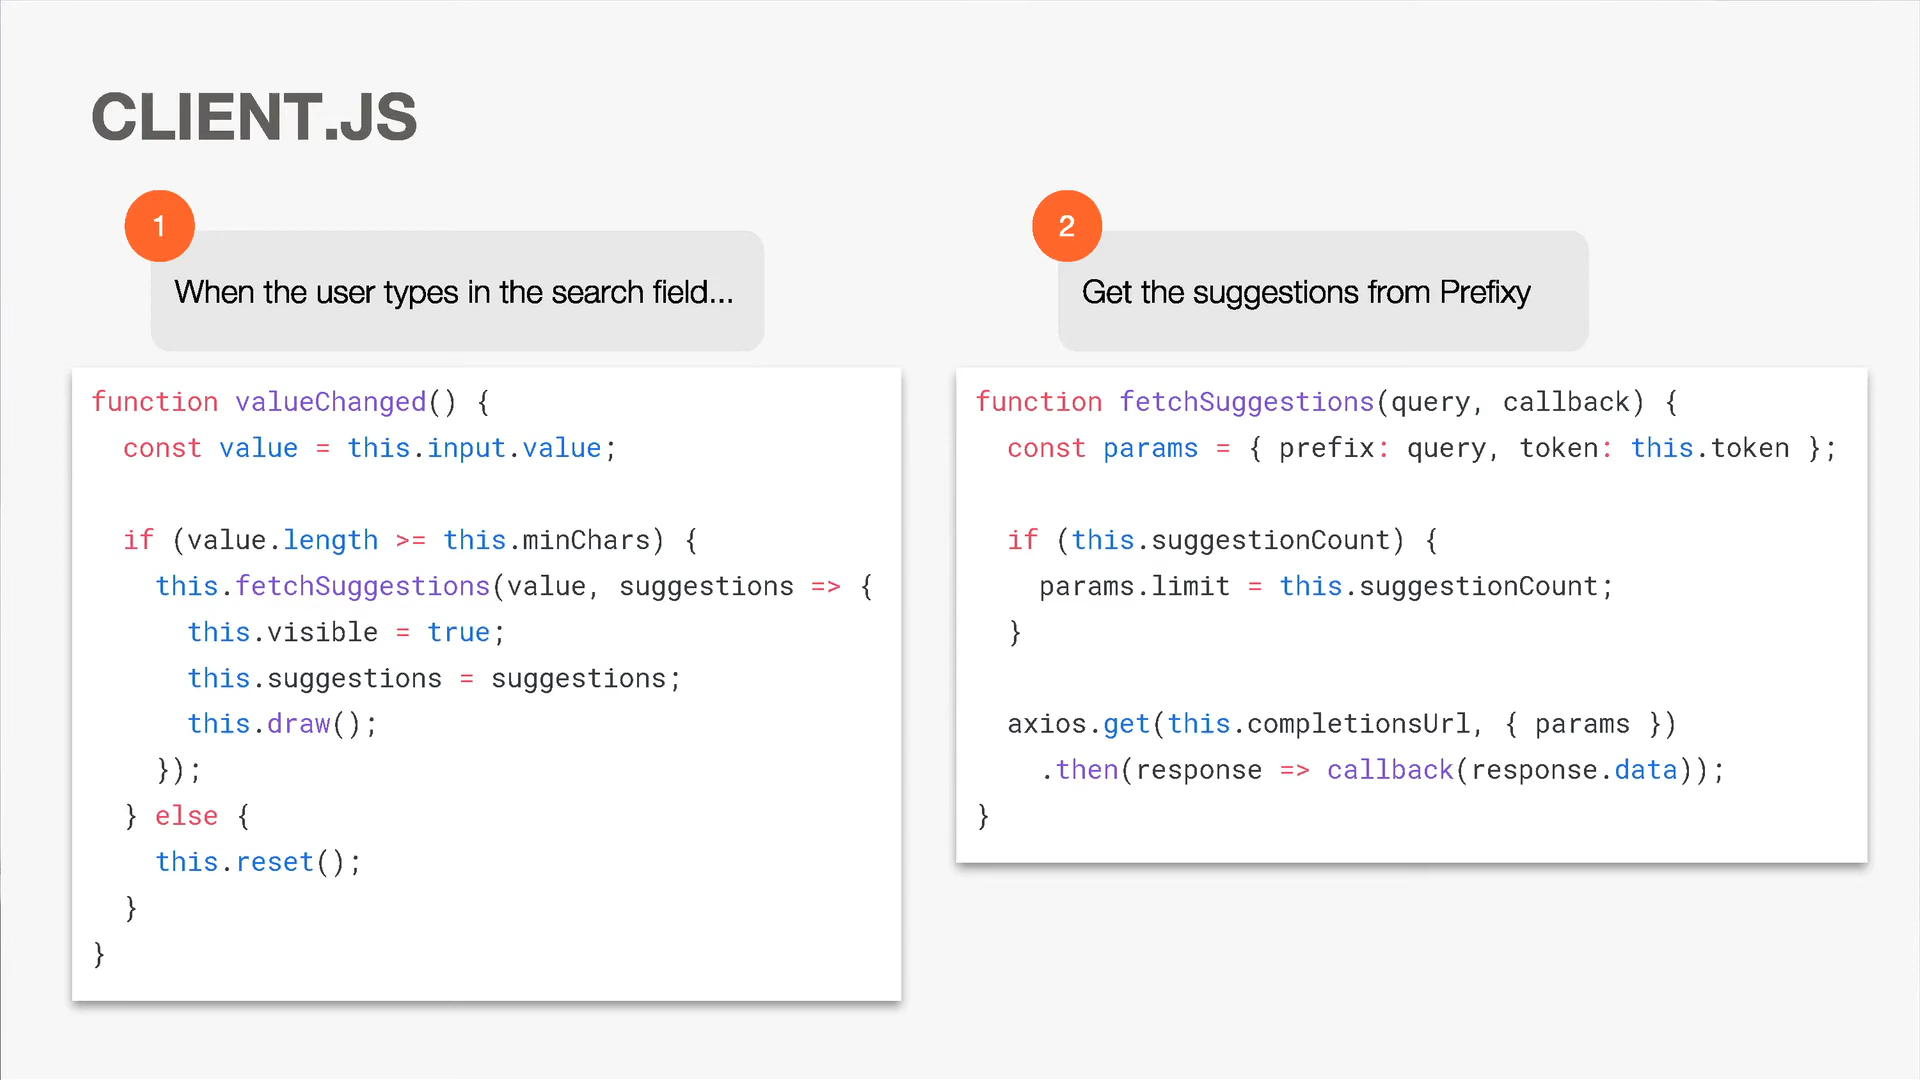 CLIENT.JS
1
When the user types in the search field...
function valueChanged() {
  const value = this.input.value;

  if (value.length >= this.minChars) {
    this.fetchSuggestions(value, suggestions => {
      this.visible = true;
      this.suggestions = suggestions;
      this.draw();
    });
  } else {
    this.reset();
  }
}
2
Get the suggestions from Prefixy
function fetchSuggestions(query, callback) {
  const params = { prefix: query, token: this.token };

  if (this.suggestionCount) {
    params.limit = this.suggestionCount;
  }

  axios.get(this.completionsUrl, { params })
    .then(response => callback(response.data));
}